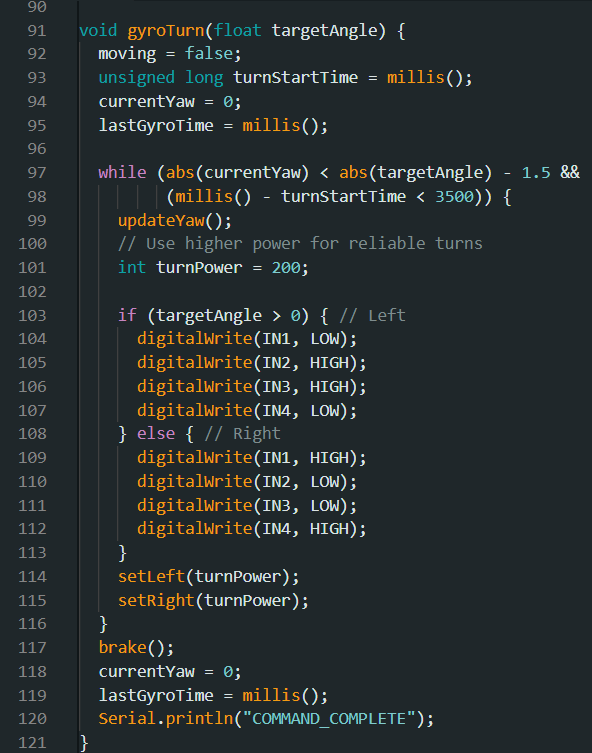 90
91 void gyroTurn(float targetAngle) {
92   moving = false;
93   unsigned long turnStartTime = millis();
94   currentYaw = 0;
95   lastGyroTime = millis();
96
97   while (abs(currentYaw) < abs(targetAngle) - 1.5 &&
98          (millis() - turnStartTime < 3500)) {
99     updateYaw();
100     // Use higher power for reliable turns
101     int turnPower = 200;
102
103     if (targetAngle > 0) { // Left
104       digitalWrite(IN1, LOW);
105       digitalWrite(IN2, HIGH);
106       digitalWrite(IN3, HIGH);
107       digitalWrite(IN4, LOW);
108     } else { // Right
109       digitalWrite(IN1, HIGH);
110       digitalWrite(IN2, LOW);
111       digitalWrite(IN3, LOW);
112       digitalWrite(IN4, HIGH);
113     }
114     setLeft(turnPower);
115     setRight(turnPower);
116   }
117   brake();
118   currentYaw = 0;
119   lastGyroTime = millis();
120   Serial.println("COMMAND_COMPLETE");
121 }